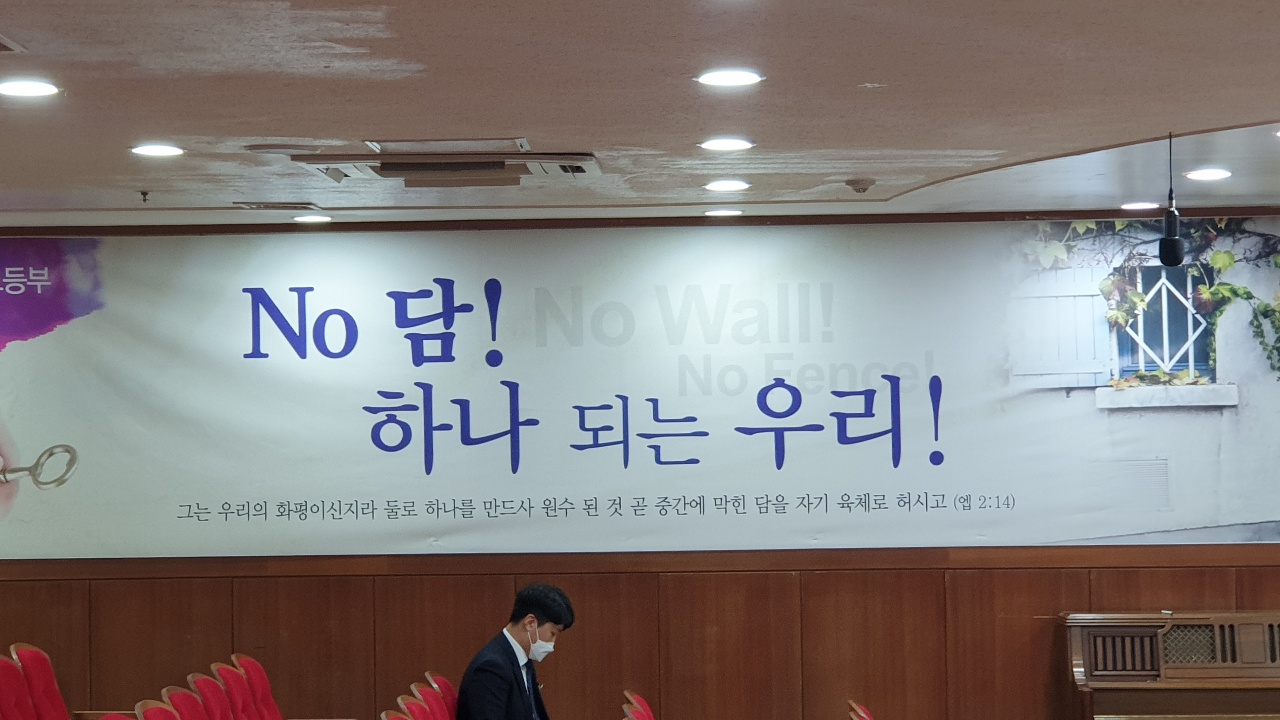 등부
No 담! No Wall!
No Fence!
하나 되는 우리!
그는 우리의 화평이신지라 둘로 하나를 만드사 원수 된 것 곧 중간에 막힌 담을 자기 육체로 허시고 (엡 2:14)